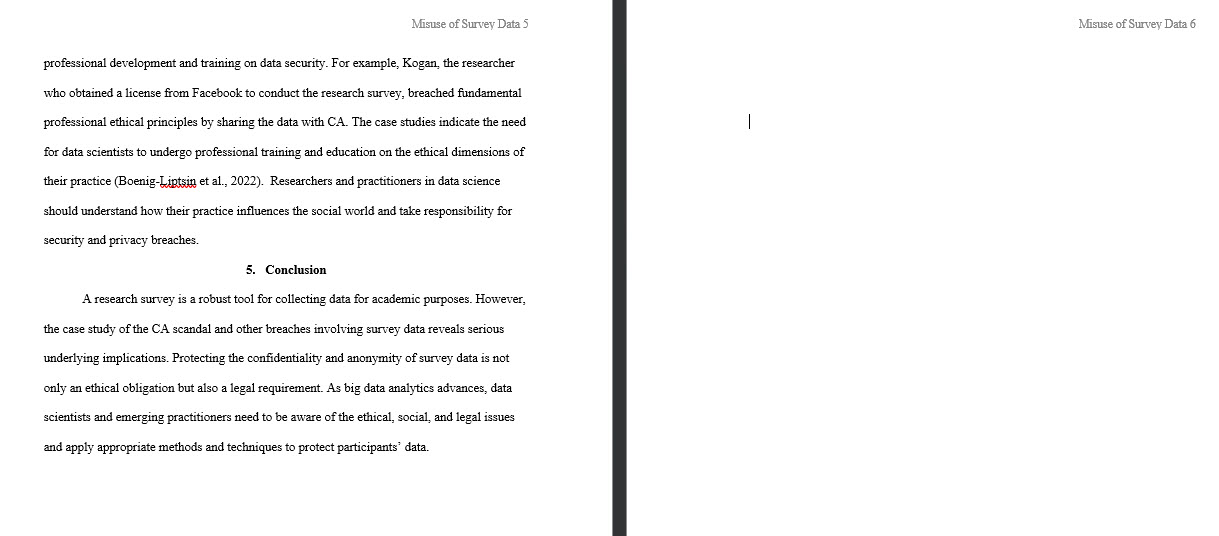 Misuse of Survey Data 5
professional development and training on data security. For example, Kogan, the researcher
who obtained a license from Facebook to conduct the research survey, breached fundamental
professional ethical principles by sharing the data with CA. The case studies indicate the need
for data scientists to undergo professional training and education on the ethical dimensions of
their practice (Boenig-Liptsin et al., 2022).  Researchers and practitioners in data science
should understand how their practice influences the social world and take responsibility for
security and privacy breaches.
5. Conclusion
A research survey is a robust tool for collecting data for academic purposes. However,
the case study of the CA scandal and other breaches involving survey data reveals serious
underlying implications. Protecting the confidentiality and anonymity of survey data is not
only an ethical obligation but also a legal requirement. As big data analytics advances, data
scientists and emerging practitioners need to be aware of the ethical, social, and legal issues
and apply appropriate methods and techniques to protect participants’ data.
Misuse of Survey Data 6